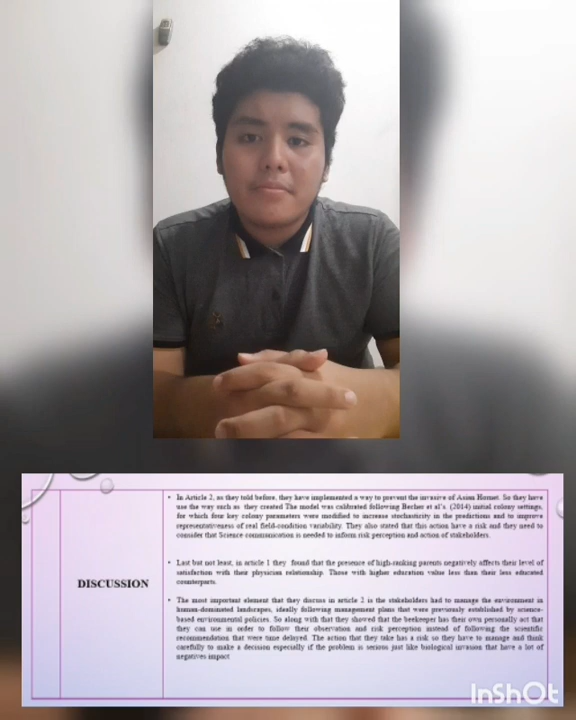 • In Article 2, as they told before, they have implemented a way to prevent the invasive of Asian Hornet. So they have
use the way such as they created The model was calibrated following Becher et al's. (2014) initial colony settings,
for which four key colony parameters were modified to increase stochasticity in the predictions and to improve
representativeness of real field-condition variability. They also stated that this action have a risk and they need to
consider that Science communication is needed to inform risk perception and action of stakeholders.
• Last but not least, in article 1 they found that the presence of high-ranking parents negatively affects their level of
satisfaction with their physician relationship. Those with higher education value less than their less educated
counterparts.
DISCUSSION
• The most important element that they discuss in article 2 is the stakeholders had to manage the environment in
human-dominated landscapes, ideally following management plans that were previously established by science-
based environmental policies. So along with that they showed that the beekeeper has their own personally act that
they can use in order to follow their observation and risk perception instead of following the scientific
recommendation that were time delayed. The action that they take has a risk so they have to manage and think
carefully to make a decision especially if the problem is serious just like biological invasion that have a lot of
negatives impact
InShOt